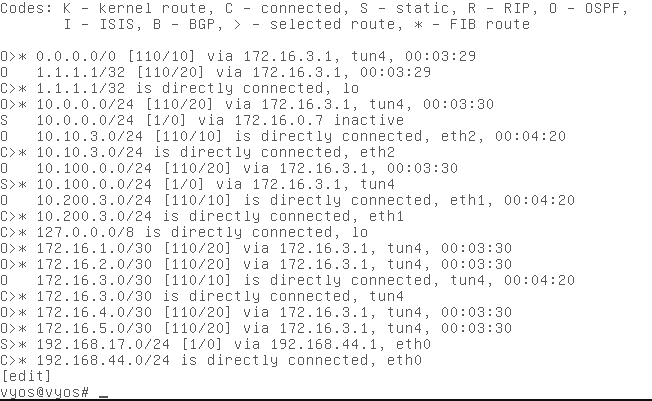 Codes: K - kernel route, C - connected, S - static, R - RIP, O - OSPF,
I - ISIS, B - BGP, > - selected route, * - FIB route
O>* 0.0.0.0/0 [110/10] via 172.16.3.1, tun4, 00:03:29
O   1.1.1.1/32 [110/20] via 172.16.3.1, 00:03:29
C>* 1.1.1.1/32 is directly connected, lo
O>* 10.0.0.0/24 [110/20] via 172.16.3.1, tun4, 00:03:30
S   10.0.0.0/24 [1/0] via 172.16.0.7 inactive
O   10.10.3.0/24 [110/10] is directly connected, eth2, 00:04:20
C>* 10.10.3.0/24 is directly connected, eth2
O   10.100.0.0/24 [110/20] via 172.16.3.1, 00:03:30
S>* 10.100.0.0/24 [1/0] via 172.16.3.1, tun4
O   10.200.3.0/24 [110/10] is directly connected, eth1, 00:04:20
C>* 10.200.3.0/24 is directly connected, eth1
C>* 127.0.0.0/8 is directly connected, lo
O>* 172.16.1.0/30 [110/20] via 172.16.3.1, tun4, 00:03:30
O>* 172.16.2.0/30 [110/20] via 172.16.3.1, tun4, 00:03:30
O   172.16.3.0/30 [110/10] is directly connected, tun4, 00:04:20
C>* 172.16.3.0/30 is directly connected, tun4
O>* 172.16.4.0/30 [110/20] via 172.16.3.1, tun4, 00:03:30
O>* 172.16.5.0/30 [110/20] via 172.16.3.1, tun4, 00:03:30
S>* 192.168.17.0/24 [1/0] via 192.168.44.1, eth0
C>* 192.168.44.0/24 is directly connected, eth0
[edit]
vyos@vyos# _